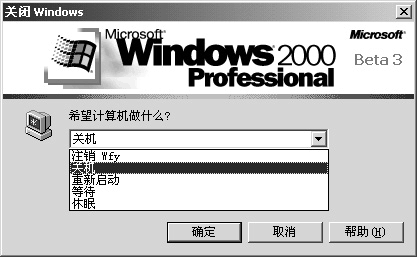 关闭 Windows
Microsoft
Windows 2000
Professional
Microsoft
Beta 3
希望计算机做什么?
关机
注销 Wfy
关机
重新启动
等待
休眠
确定
取消
帮助(H)